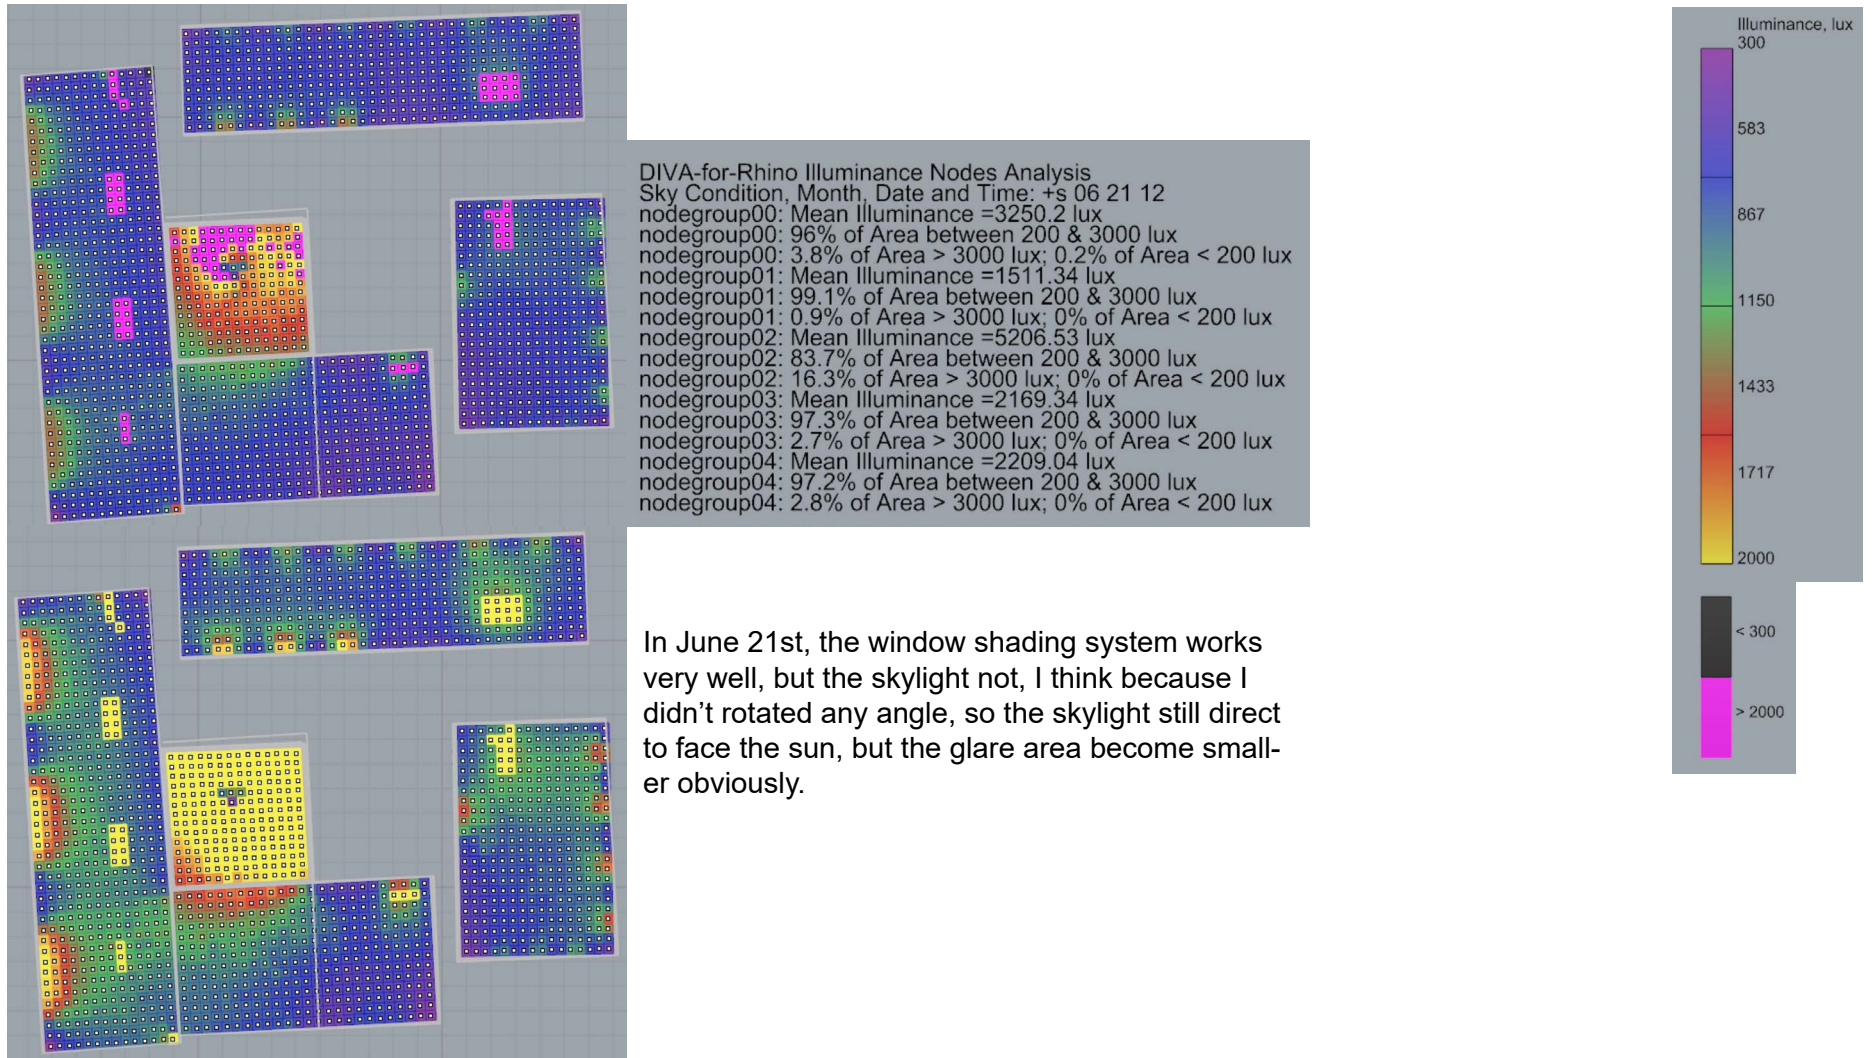 DIVA-for-Rhino Illuminance Nodes Analysis
Sky Condition, Month, Date and Time: +s 06 21 12
nodegroup00: Mean Illuminance =3250.2 lux
nodegroup00: 96% of Area between 200 & 3000 lux
nodegroup00: 3.8% of Area > 3000 lux; 0.2% of Area < 200 lux
nodegroup01: Mean Illuminance =1511.34 lux
nodegroup01: 99.1% of Area between 200 & 3000 lux
nodegroup01: 0.9% of Area > 3000 lux; 0% of Area < 200 lux
nodegroup02: Mean Illuminance =5206.53 lux
nodegroup02: 83.7% of Area between 200 & 3000 lux
nodegroup02: 16.3% of Area > 3000 lux; 0% of Area < 200 lux
nodegroup03: Mean Illuminance =2169.34 lux
nodegroup03: 97.3% of Area between 200 & 3000 lux
nodegroup03: 2.7% of Area > 3000 lux; 0% of Area < 200 lux
nodegroup04: Mean Illuminance =2209.04 lux
nodegroup04: 97.2% of Area between 200 & 3000 lux
nodegroup04: 2.8% of Area > 3000 lux; 0% of Area < 200 lux
In June 21st, the window shading system works
very well, but the skylight not, I think because I
didn’t rotated any angle, so the skylight still direct
to face the sun, but the glare area become small-
er obviously.
Illuminance, lux
300
583
867
1150
1433
1717
2000
< 300
> 2000